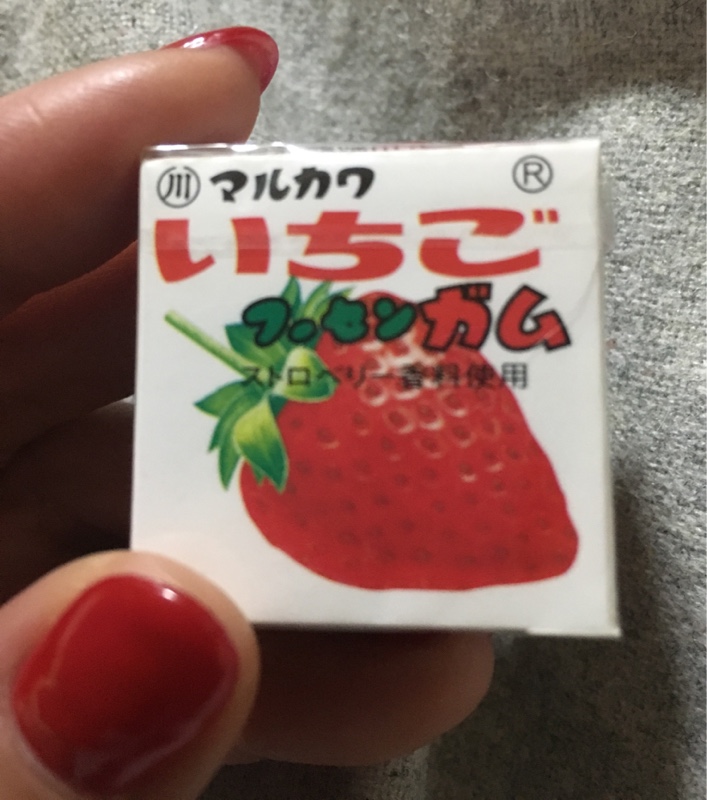 ㊋マルカワ ®
いちご
フーセンガム
ストロベリー香料使用